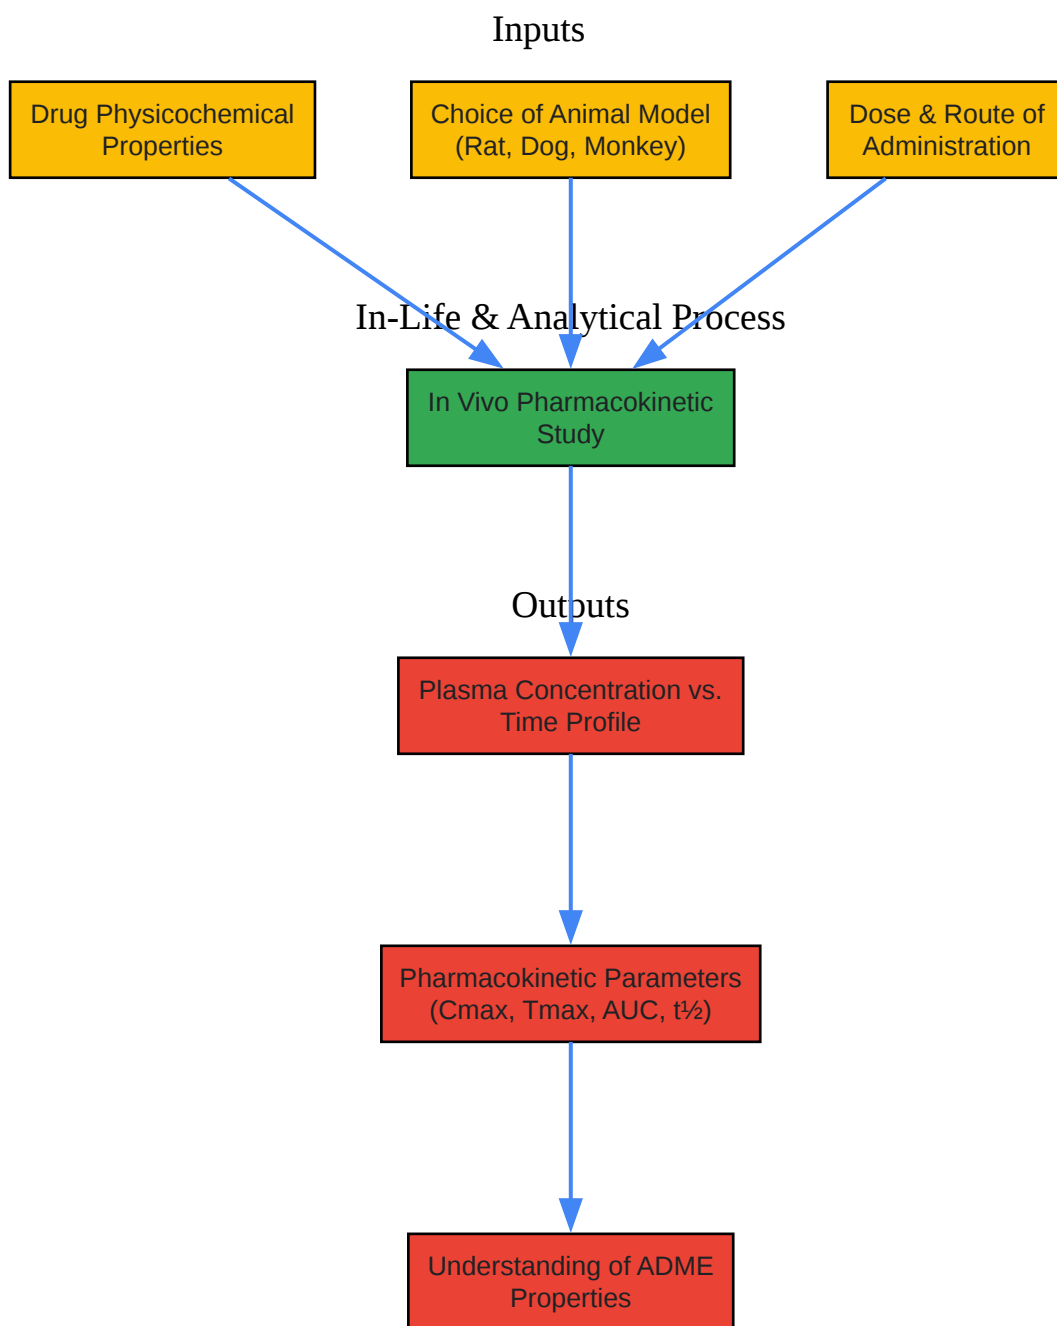 Inputs
Drug Physicochemical
Properties
Choice of Animal Model
(Rat, Dog, Monkey)
Dose & Route of
Administration
In-Life & Analytical Process
In Vivo Pharmacokinetic
Study
Outputs
Plasma Concentration vs.
Time Profile
Pharmacokinetic Parameters
(Cmax, Tmax, AUC, t½)
Understanding of ADME
Properties